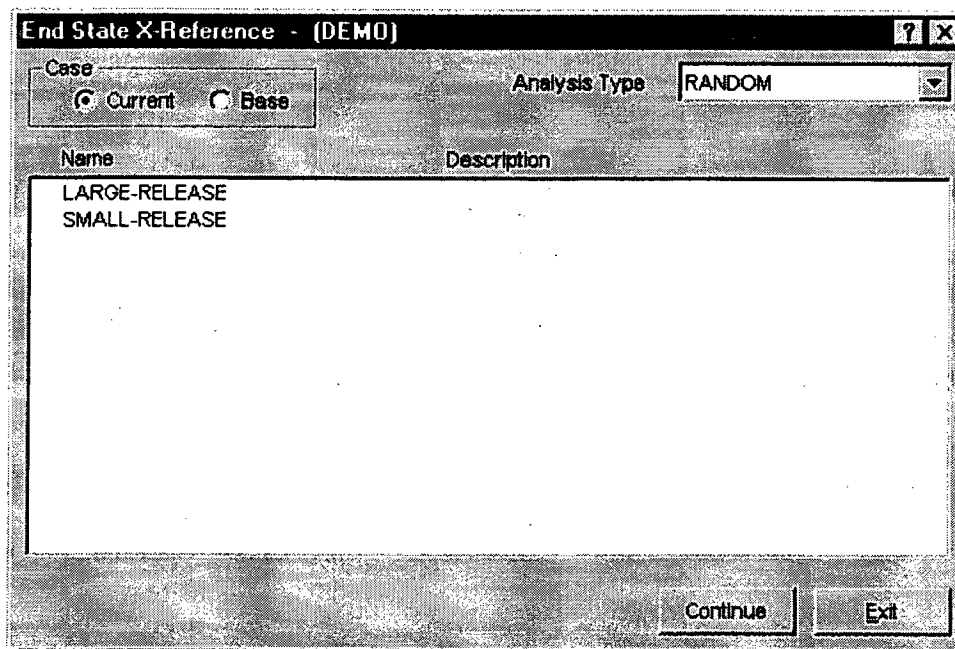 End State X-Reference - (DEMO)
Case
Current Base
Analysis Type RANDOM
Name Description
LARGE-RELEASE
SMALL-RELEASE
Continue Exit